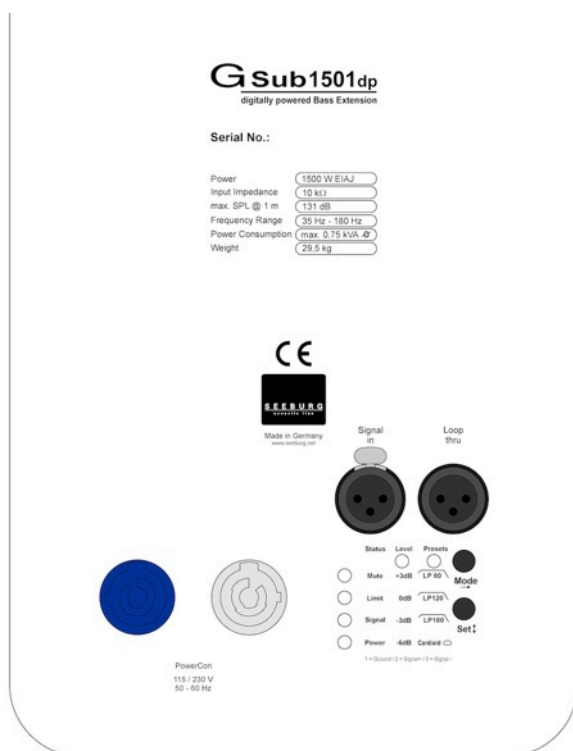 G Sub1501dp
digitally powered Bass Extension
Serial No.:
Power 1500 W EIAJ
Input Impedance 10 kΩ
max. SPL @ 1 m 131 dB
Frequency Range 35 Hz - 180 Hz
Power Consumption max. 0,75 kVA
Weight 29,5 kg
CE
SEEBURG
acoustic line
Made in Germany
www.seeburg.net
Signal in
Loop thru
Status Level Presets
Mute +3dB LP 80
Mode
→
Limit 0dB LP120
Signal -3dB LP180
Set ↕
Power -6dB Cardioid
1 = Ground / 2 = Signal+ / 3 = Signal-
PowerCon
115 / 230 V
50 - 60 Hz